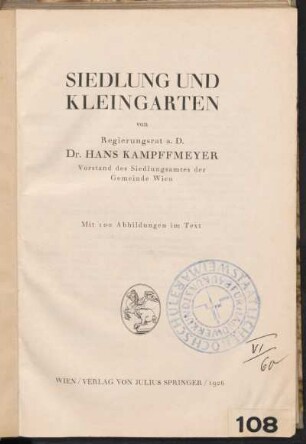 SIEDLUNG UND
KLEINGARTEN
von
Regierungsrat a. D.
Dr. HANS KAMPFFMEYER
Vorstand des Siedlungsamtes der
Gemeinde Wien
Mit 100 Abbildungen im Text
VI
60
WIEN / VERLAG VON JULIUS SPRINGER / 1926
108